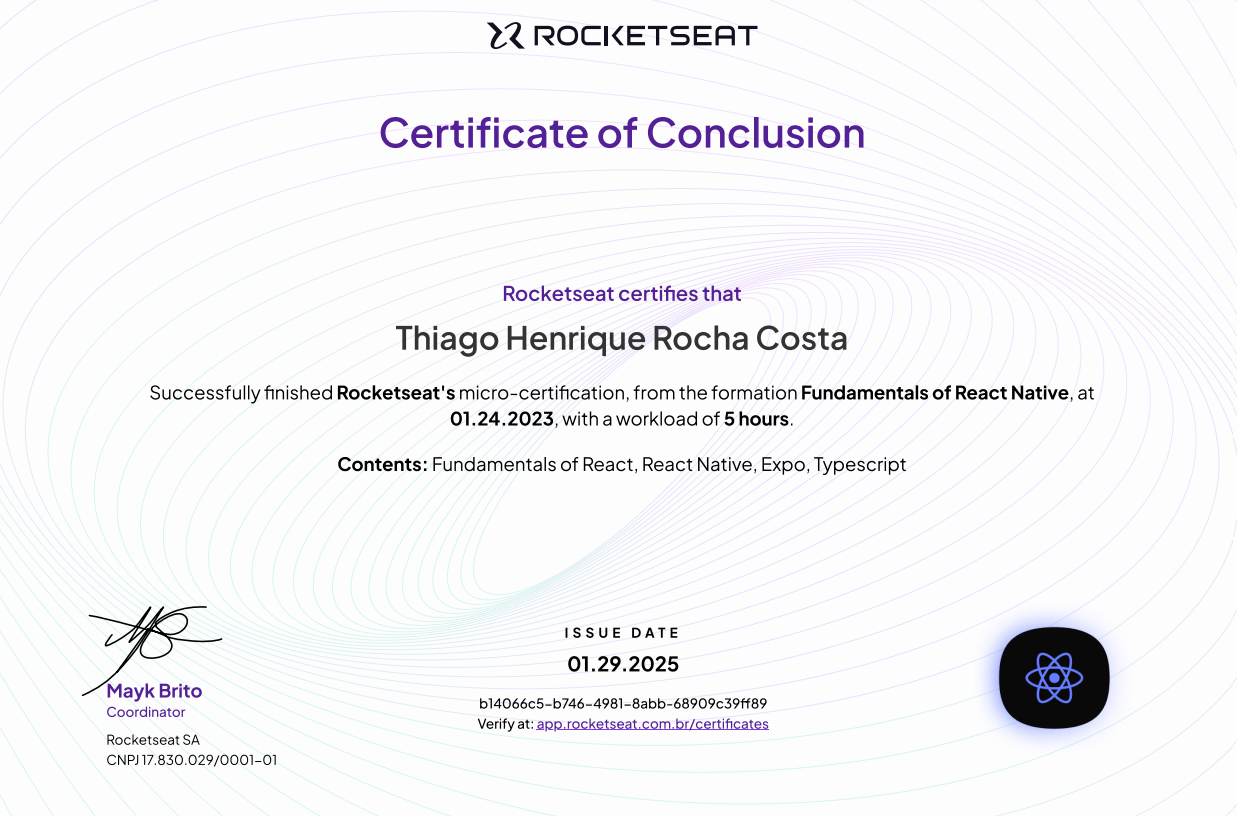 ROCKETSEAT
Certificate of Conclusion
Rocketseat certifies that
Thiago Henrique Rocha Costa
Successfully finished Rocketseat's micro-certification, from the formation Fundamentals of React Native, at
01.24.2023, with a workload of 5 hours.
Contents: Fundamentals of React, React Native, Expo, Typescript
Mayk Brito
Coordinator
Rocketseat SA
CNPJ 17.830.029/0001-01
ISSUE DATE
01.29.2025
b14066c5-b746-4981-8abb-68909c39ff89
Verify at: app.rocketseat.com.br/certificates